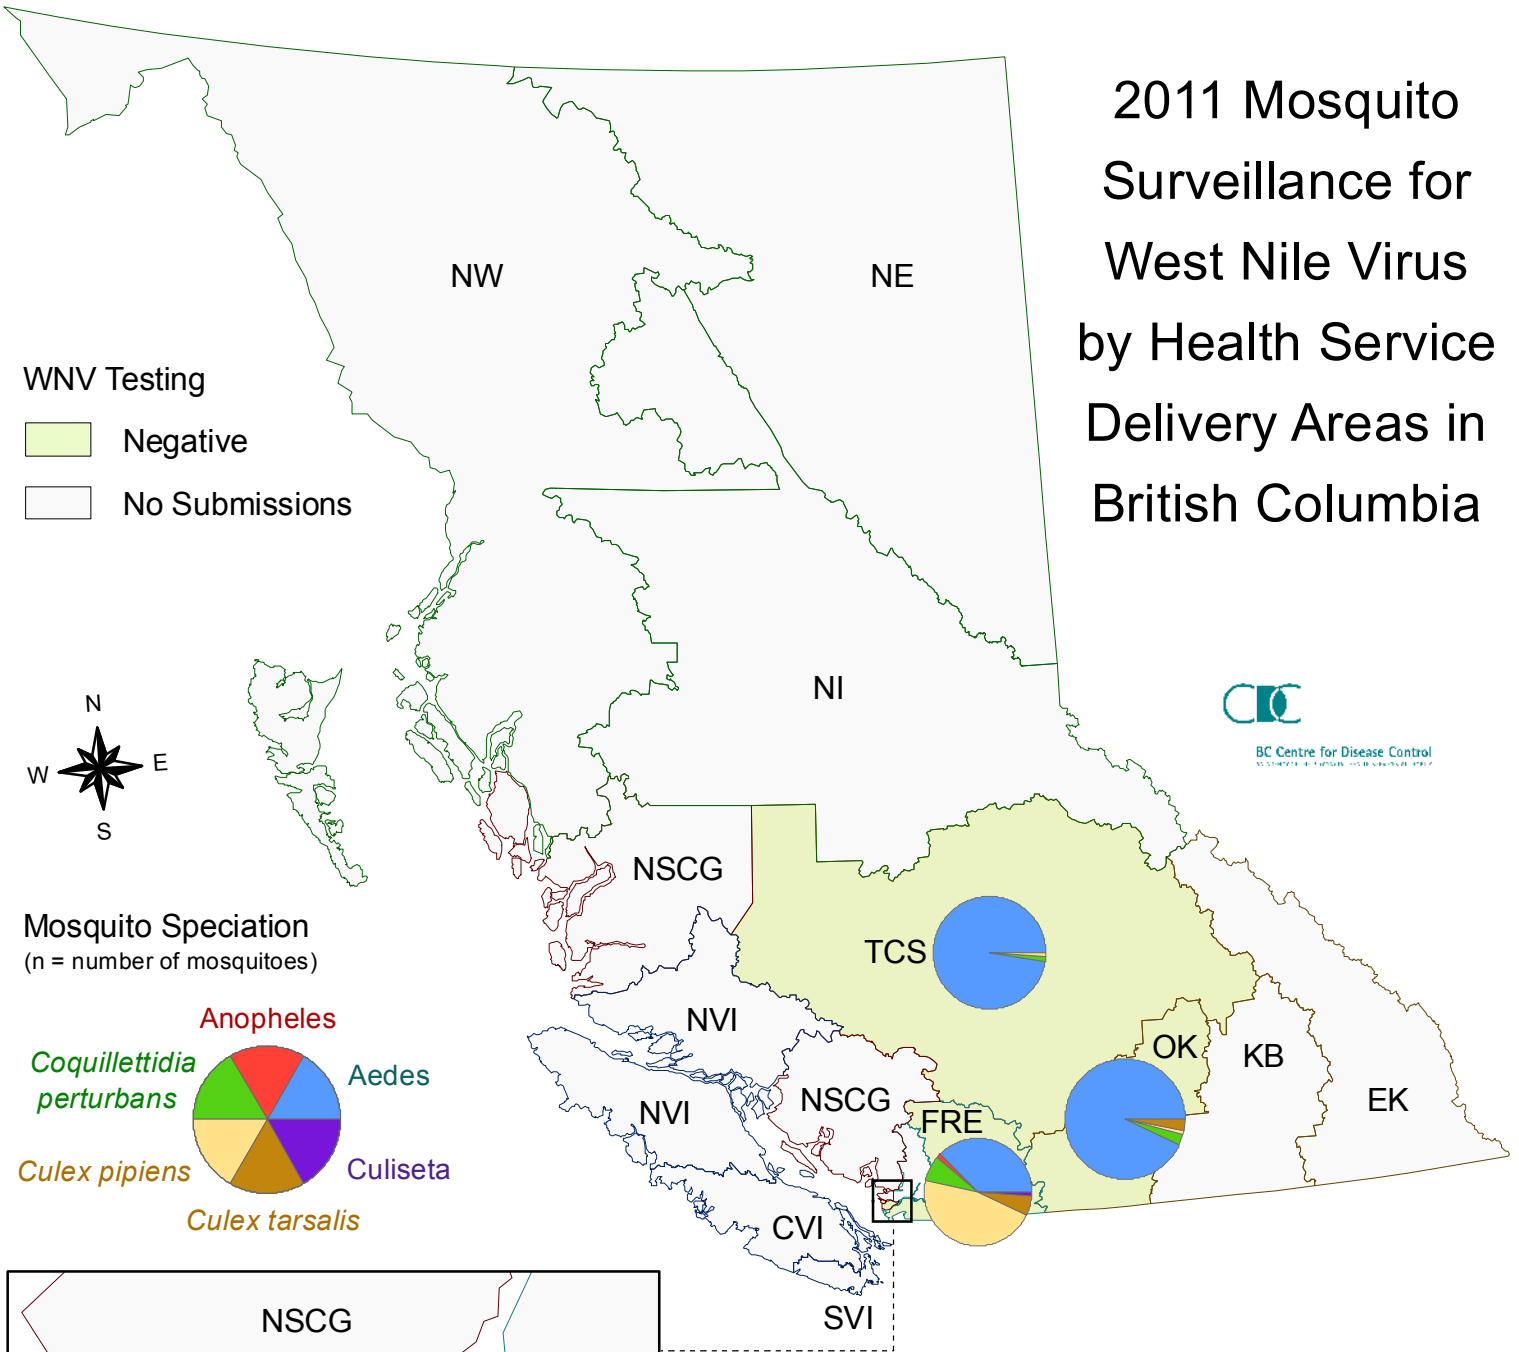 2011 Mosquito
Surveillance for
West Nile Virus
by Health Service
Delivery Areas in
British Columbia
NW
NE
WNV Testing
Negative
No Submissions
NI
N
W
E
S
BC Centre for Disease Control
NSCG
Mosquito Speciation
(n = number of mosquitoes)
TCS
Anopheles
Coquillettidia
perturbans
Aedes
Culex pipiens
Culiseta
Culex tarsalis
NVI
OK
KB
NVI
NSCG
FRE
EK
CVI
SVI
NSCG